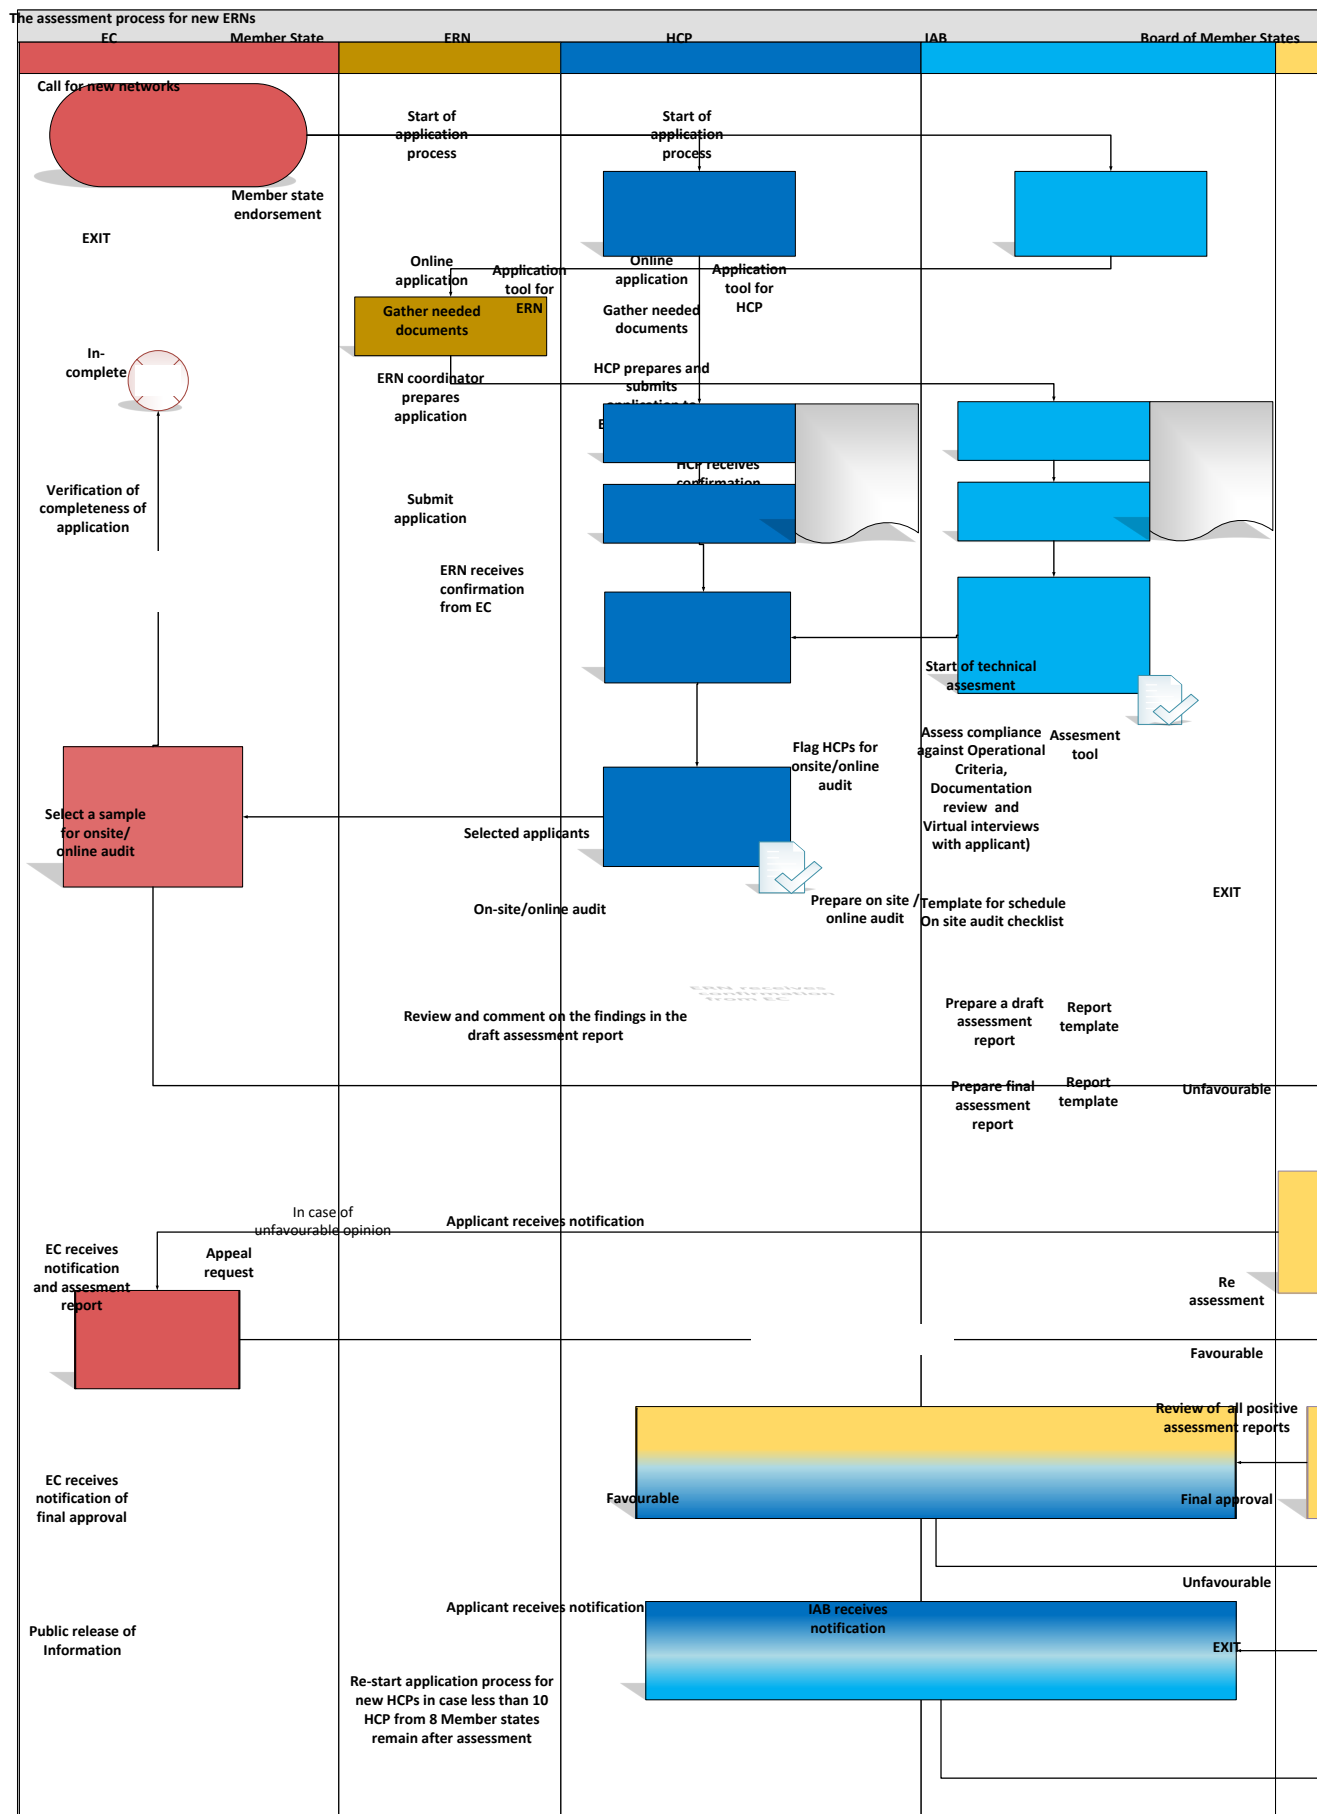 The assessment process for new ERNs
EC
Member State
ERN
HCP
IAB
Board of Member States
Call for new networks
Start of
application
process
Start of
application
process
Member state
endorsement
EXIT
Online
application
Application
tool for
ERN
Online
application
Application
tool for
HCP
Gather needed
documents
Gather needed
documents
In-
complete
ERN coordinator
prepares
application
HCP prepares and
submits
application to
HCP receives
confirmation
Verification of
completeness of
application
Submit
application
ERN receives
confirmation
from EC
Start of technical
assesment
Flag HCPs for
onsite/online
audit
Assess compliance
against Operational
Criteria,
Documentation
review and
Virtual interviews
with applicant)
Assesment
tool
Select a sample
for onsite/
online audit
Selected applicants
On-site/online audit
Prepare on site /
online audit
Template for schedule
On site audit checklist
EXIT
ERN receives
confirmation
from EC
Review and comment on the findings in the
draft assessment report
Prepare a draft
assessment
report
Report
template
Prepare final
assessment
report
Report
template
Unfavourable
In case of
unfavourable opinion
Applicant receives notification
EC receives
notification
and assesment
report
Appeal
request
Re
assessment
Favourable
Review of all positive
assessment reports
EC receives
notification of
final approval
Favourable
Final approval
Unfavourable
Applicant receives notification
IAB receives
notification
Public release of
Information
EXIT
Re-start application process for
new HCPs in case less than 10
HCP from 8 Member states
remain after assessment